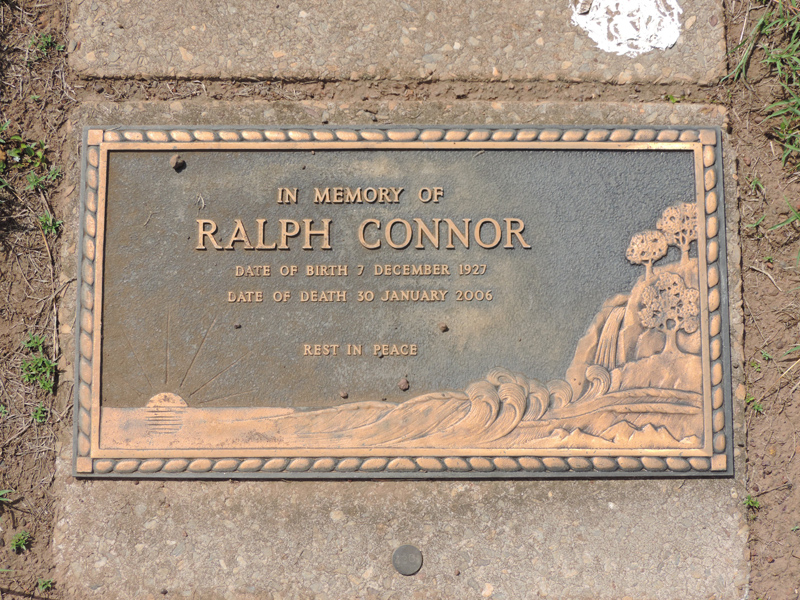 IN MEMORY OF
RALPH CONNOR
DATE OF BIRTH 7 DECEMBER 1927
DATE OF DEATH 30 JANUARY 2006
REST IN PEACE